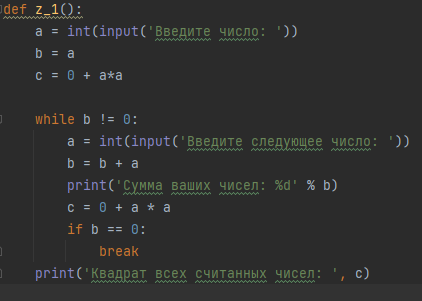 def z_1():
    a = int(input('Введите число: '))
    b = a
    c = 0 + a*a

    while b != 0:
        a = int(input('Введите следующее число: '))
        b = b + a
        print('Сумма ваших чисел: %d' % b)
        c = 0 + a * a
        if b == 0:
            break
    print('Квадрат всех считанных чисел: ', c)